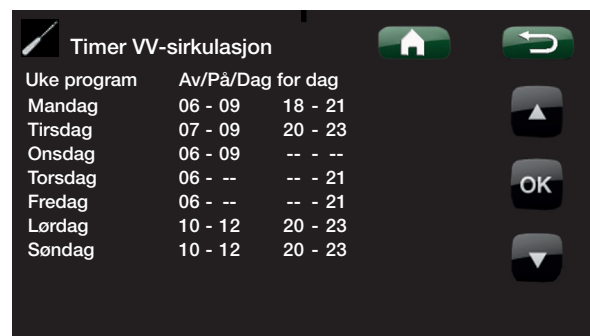 Timer VV-sirkulasjon
Uke program Av/På/Dag for dag
Mandag 06 - 09 18 - 21
Tirsdag 07 - 09 20 - 23
Onsdag 06 - 09 -- - --
Torsdag 06 - -- -- - 21
Fredag 06 - -- -- - 21
Lørdag 10 - 12 20 - 23
Søndag 10 - 12 20 - 23
OK